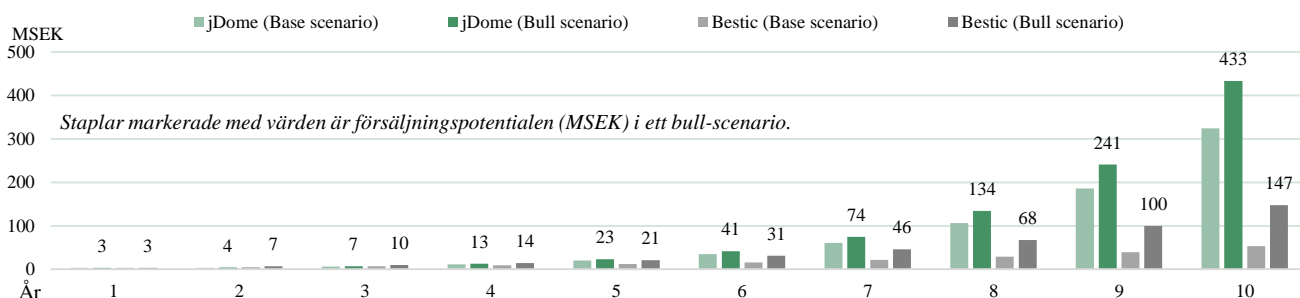 jDome (Base scenario) jDome (Bull scenario) Bestic (Base scenario) Bestic (Bull scenario)
MSEK
500
433
400
Staplar markerade med värden är försäljningspotentialen (MSEK) i ett bull-scenario.
300
241
200
134 147
100
3 3 4 7 7 10 13 14 23 21 41 31 74 46 68 100
0
År 1 2 3 4 5 6 7 8 9 10